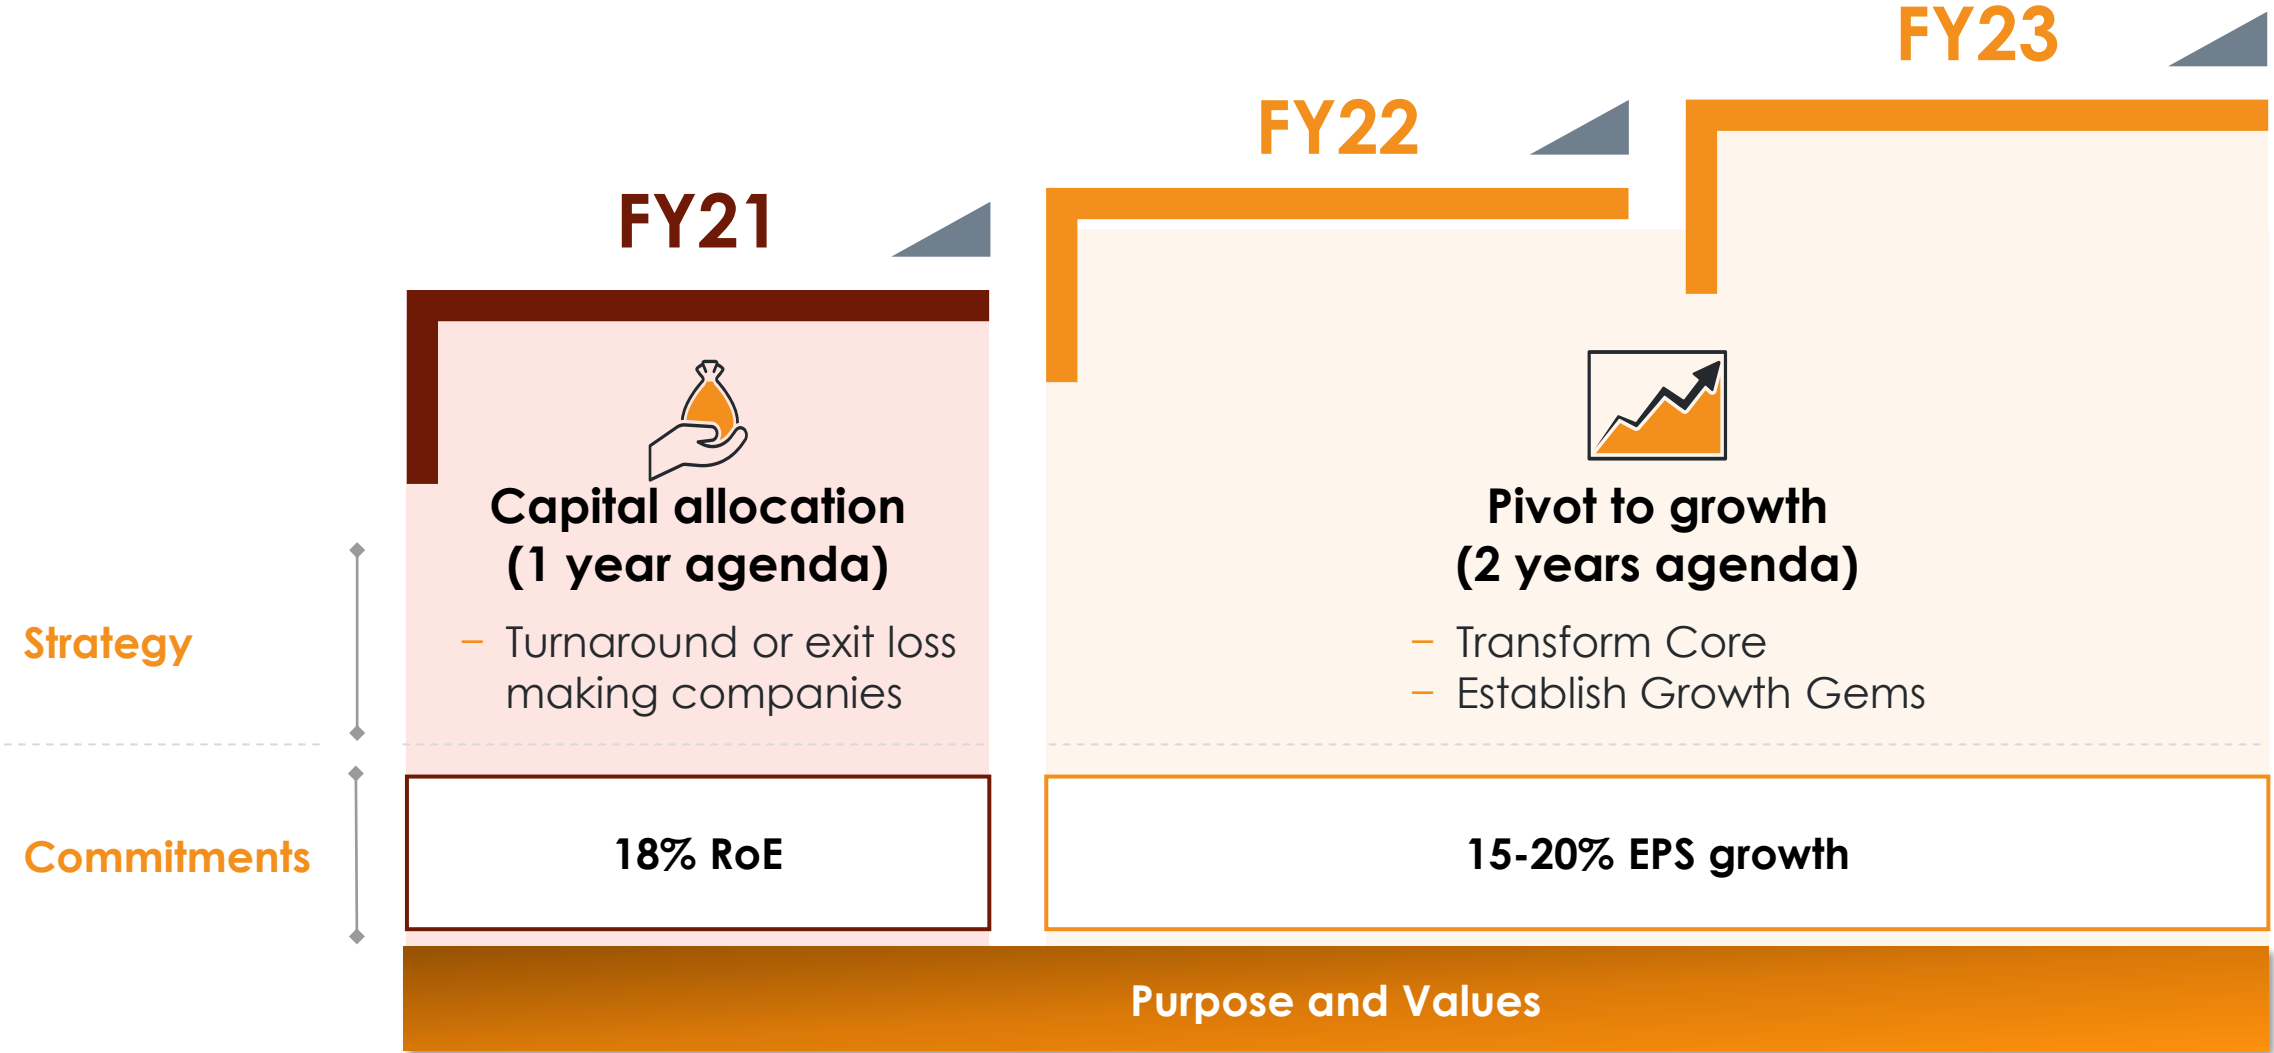 FY23
FY22
FY21
Capital allocation
(1 year agenda)
Pivot to growth
(2 years agenda)
Strategy
– Turnaround or exit loss
making companies
– Transform Core
– Establish Growth Gems
Commitments
18% RoE
15-20% EPS growth
Purpose and Values